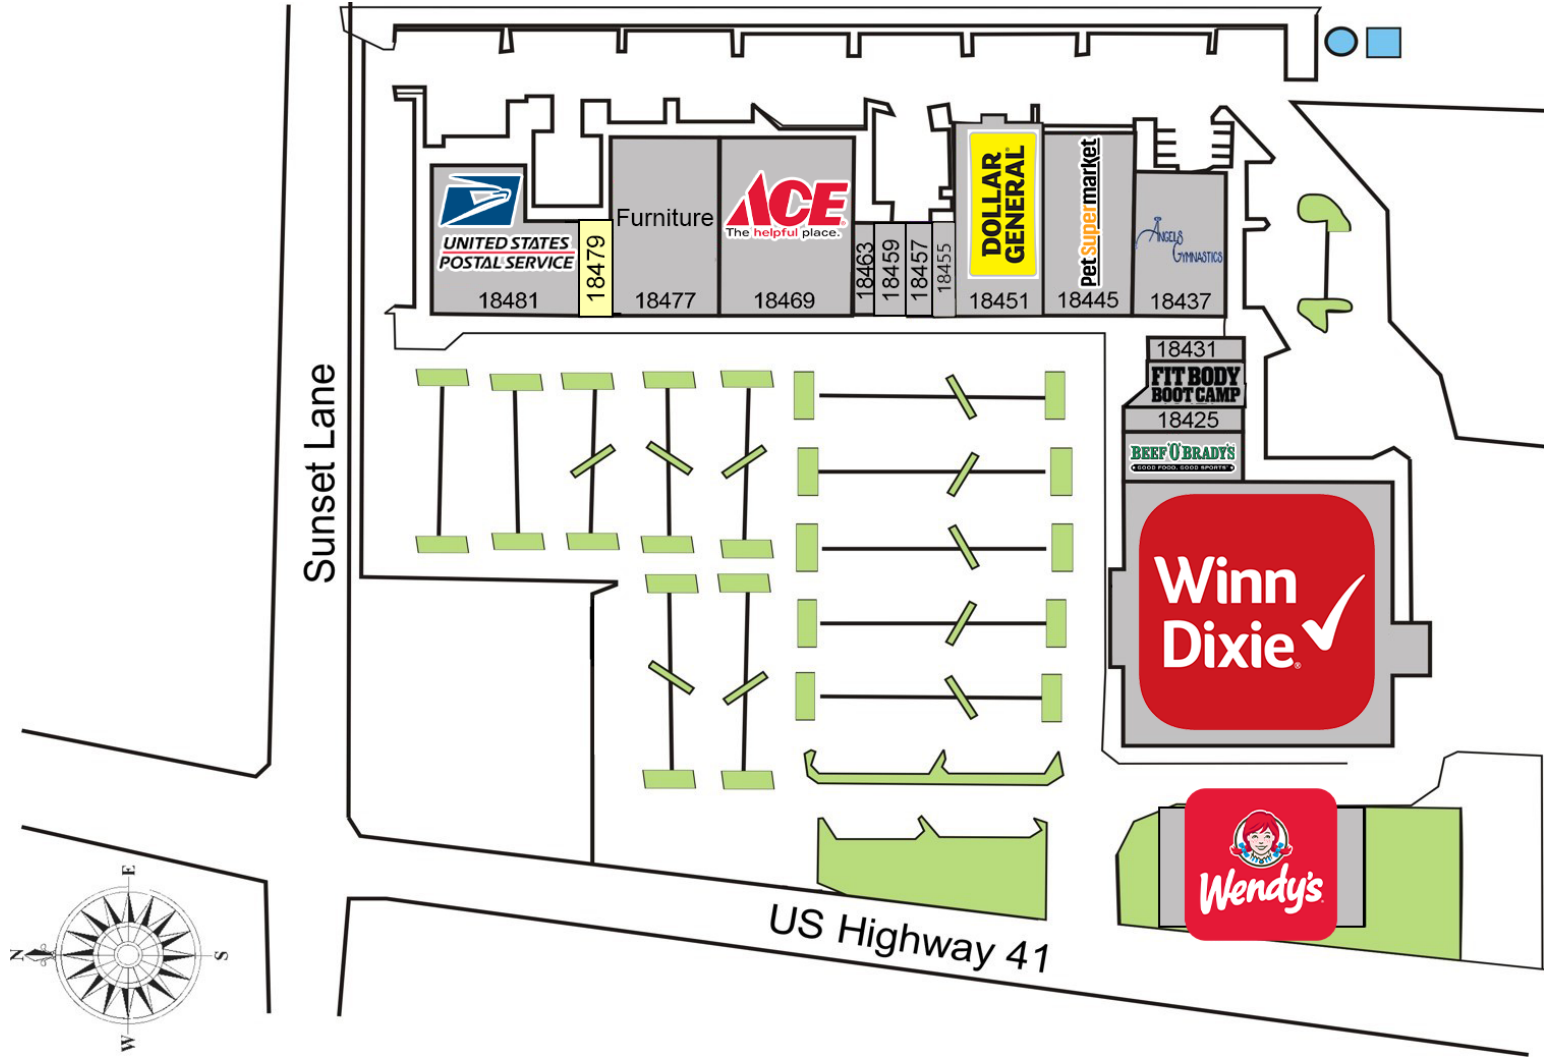 UNITED STATES
POSTAL SERVICE
18481
18479
Furniture
18477
ACE
The helpful place.
18469
18463
18459
18457
18455
DOLLAR
GENERAL
18451
Pet Supermarket
18445
ANGELS
GYMNASTICS
18437
18431
FIT BODY
BOOT CAMP
18425
BEEF 'O' BRADY'S
GOOD FOOD. GOOD SPORTS
Winn
Dixie
Wendy's
Sunset Lane
US Highway 41
E
N
S
W